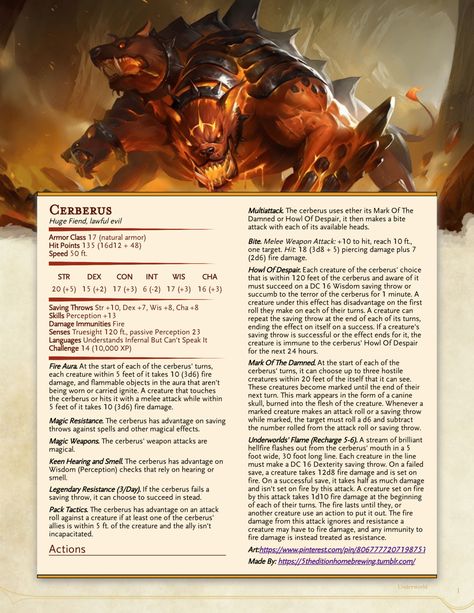 CERBERUS
Huge Fiend, lawful evil
Armor Class 17 (natural armor)
Hit Points 135 (16d12 + 48)
Speed 50 ft.
STR DEX CON INT WIS CHA
20 (+5) 15 (+2) 17 (+3) 6 (-2) 17 (+3) 16 (+3)
Saving Throws Str +10, Dex +7, Wis +8, Cha +8
Skills Perception +13
Damage Immunities Fire
Senses Truesight 120 ft., passive Perception 23
Languages Understands Infernal But Can't Speak It
Challenge 14 (10,000 XP)
Fire Aura. At the start of each of the cerberus' turns,
each creature within 5 feet of it takes 10 (3d6) fire
damage, and flammable objects in the aura that aren't
being worn or carried ignite. A creature that touches
the cerberus or hits it with a melee attack while within
5 feet of it takes 10 (3d6) fire damage.
Magic Resistance. The cerberus has advantage on saving
throws against spells and other magical effects.
Magic Weapons. The cerberus' weapon attacks are
magical.
Keen Hearing and Smell. The cerberus has advantage on
Wisdom (Perception) checks that rely on hearing or
smell.
Legendary Resistance (3/Day). If the cerberus fails a
saving throw, it can choose to succeed in stead.
Pack Tactics. The cerberus has an advantage on an attack
roll against a creature if at least one of the cerberus'
allies is within 5 ft. of the creature and the ally isn't
incapacitated.
Actions
Multiattack. The cerberus uses ether its Mark Of The
Damned or Howl Of Despair, it then makes a bite
attack with each of its available heads.
Bite. Melee Weapon Attack: +10 to hit, reach 10 ft.,
one target. Hit: 18 (3d8 + 5) piercing damage plus 7
(2d6) fire damage.
Howl Of Despair. Each creature of the cerberus' choice
that is within 120 feet of the cerberus and aware of it
must succeed on a DC 16 Wisdom saving throw or
succumb to the terror of the cerberus for 1 minute. A
creature under this effect has disadvantage on the first
roll they make on each of their turns. A creature can
repeat the saving throw at the end of each of its turns,
ending the effect on itself on a success. If a creature's
saving throw is successful or the effect ends for it, the
creature is immune to the cerberus' Howl Of Despair
for the next 24 hours.
Mark Of The Damned. At the start of each of the
cerberus' turns, it can choose up to three hostile
creatures within 20 feet of the itself that it can see.
These creatures become marked until the end of their
next turn. This mark appears in the form of a canine
skull, burned into the flesh of the creature. Whenever a
marked creature makes an attack roll or a saving throw
while marked, the target must roll a d6 and subtract
the number rolled from the attack roll or saving throw.
Underworlds' Flame (Recharge 5-6). A stream of brilliant
hellfire flashes out from the cerberus' mouth in a 5
foot wide, 30 foot long line. Each creature in the line
must make a DC 16 Dexterity saving throw. On a failed
save, a creature takes 12d8 fire damage and is set on
fire. On a successful save, it takes half as much damage
and isn't set on fire by this attack. A creature set on fire
by this attack takes 1d10 fire damage at the beginning
of each of their turns. The fire lasts until they, or
another creature use an action to put it out. The fire
damage from this attack ignores and resistance a
creature may have to fire damage, and any immunity to
fire damage is instead treated as resistance.
Art:https://www.pinterest.com/pin/8067777207198751
Made By: https://5theditionhomebrewing.tumblr.com/
Underworld
1